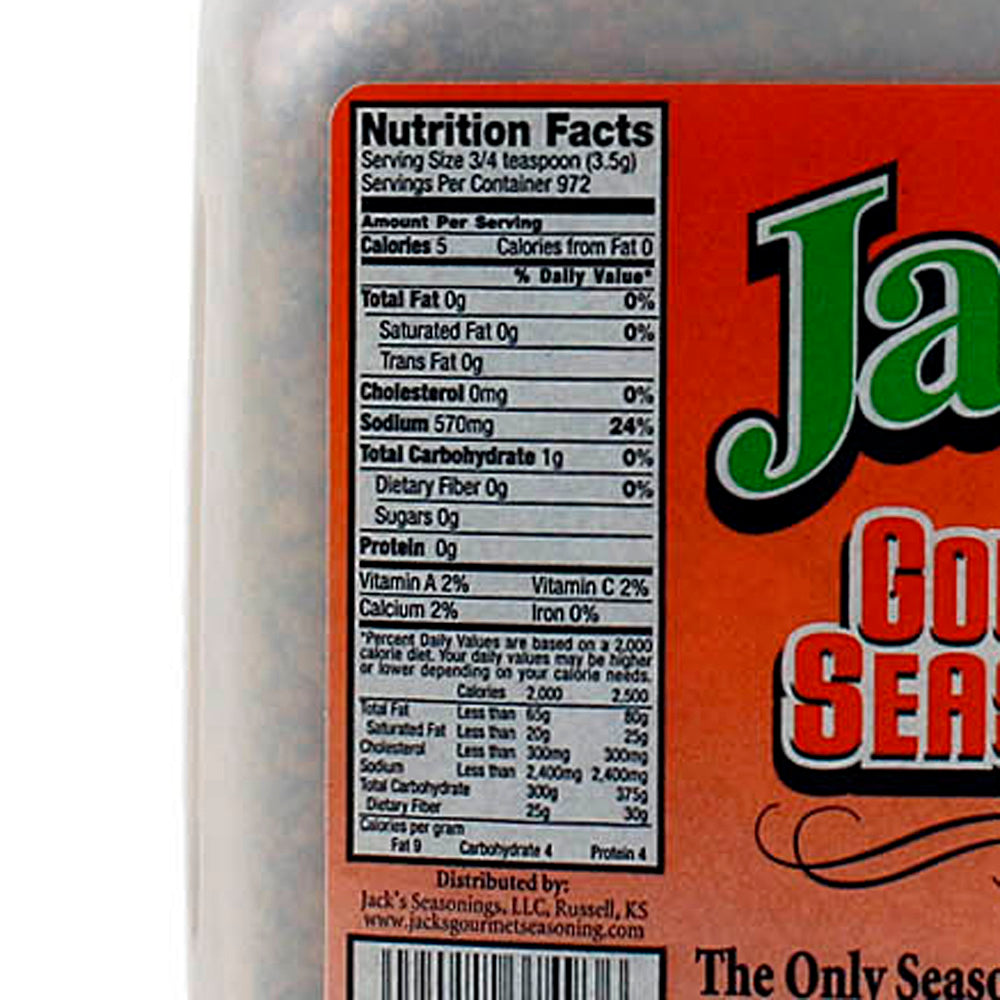 Nutrition Facts
Serving Size 3/4 teaspoon (3.5g)
Servings Per Container 972
Amount Per Serving
Calories 5 Calories from Fat 0
% Daily Value*
Total Fat 0g 0%
Saturated Fat 0g 0%
Trans Fat 0g
Cholesterol 0mg 0%
Sodium 570mg 24%
Total Carbohydrate 1g 0%
Dietary Fiber 0g 0%
Sugars 0g
Protein 0g
Vitamin A 2% Vitamin C 2%
Calcium 2% Iron 0%
*Percent Daily Values are based on a 2,000
calorie diet. Your daily values may be higher
or lower depending on your calorie needs.
Calories 2,000 2,500
Total Fat Less than 65g 80g
Saturated Fat Less than 20g 25g
Cholesterol Less than 300mg 300mg
Sodium Less than 2,400mg 2,400mg
Total Carbohydrate 300g 375g
Dietary Fiber 25g 30g
Calories per gram
Fat 9 Carbohydrate 4 Protein 4
Distributed by:
Jack's Seasonings, LLC, Russell, KS
www.jacksgourmetseasoning.com
Ja
Go
SEAS
The Only Seaso